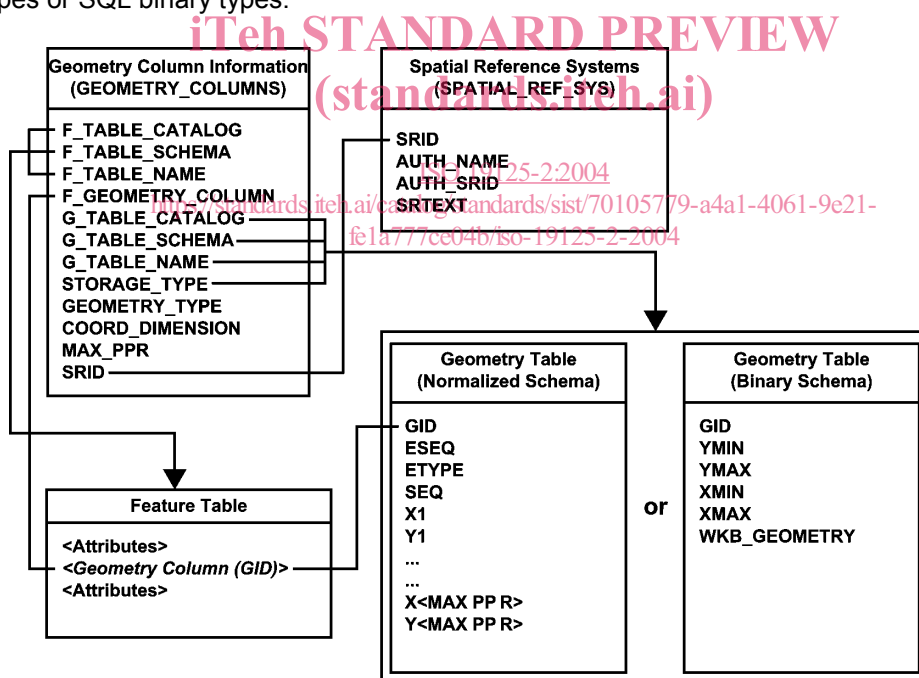 pes or SQL binary types.
iTeh STANDARD PREVIEW
(standards.iteh.ai)
ISO 19125-2:2004
https://standards.iteh.ai/catalog/standards/sist/70105779-a4a1-4061-9e21-
fe1a777ce04b/iso-19125-2-2004
Geometry Column Information
(GEOMETRY_COLUMNS)
F_TABLE_CATALOG
F_TABLE_SCHEMA
F_TABLE_NAME
F_GEOMETRY_COLUMN
G_TABLE_CATALOG
G_TABLE_SCHEMA
G_TABLE_NAME
STORAGE_TYPE
GEOMETRY_TYPE
COORD_DIMENSION
MAX_PPR
SRID
Spatial Reference Systems
(SPATIAL_REF_SYS)
SRID
AUTH_NAME
AUTH_SRID
SRTEXT
Feature Table
<Attributes>
<Geometry Column (GID)>
<Attributes>
Geometry Table
(Normalized Schema)
GID
ESEQ
ETYPE
SEQ
X1
Y1
...
...
X<MAX PP R>
Y<MAX PP R>
or
Geometry Table
(Binary Schema)
GID
YMIN
YMAX
XMIN
XMAX
WKB_GEOMETRY